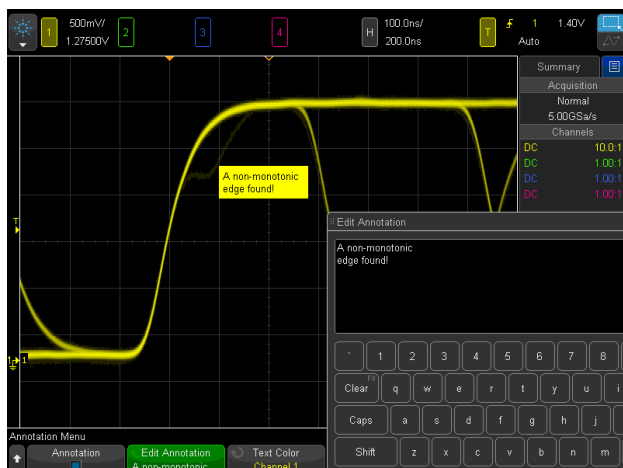 1 500mV/ 2 3 4 H 100.0ns/ T 1 1.40V
1.27500V 200.0ns Auto
Summary
Acquisition
Normal
5.00GSa/s
Channels
DC 10.0:1
DC 1.00:1
DC 1.00:1
DC 1.00:1
A non-monotonic
edge found!
T
1
Edit Annotation
A non-monotonic
edge found!
` 1 2 3 4 5 6 7 8
Clear F8 q w e r t y u i
Caps a s d f g h j
Shift z x c v b n m
Annotation Menu
Annotation Edit Annotation Text Color
A non-monotonic Channel 1